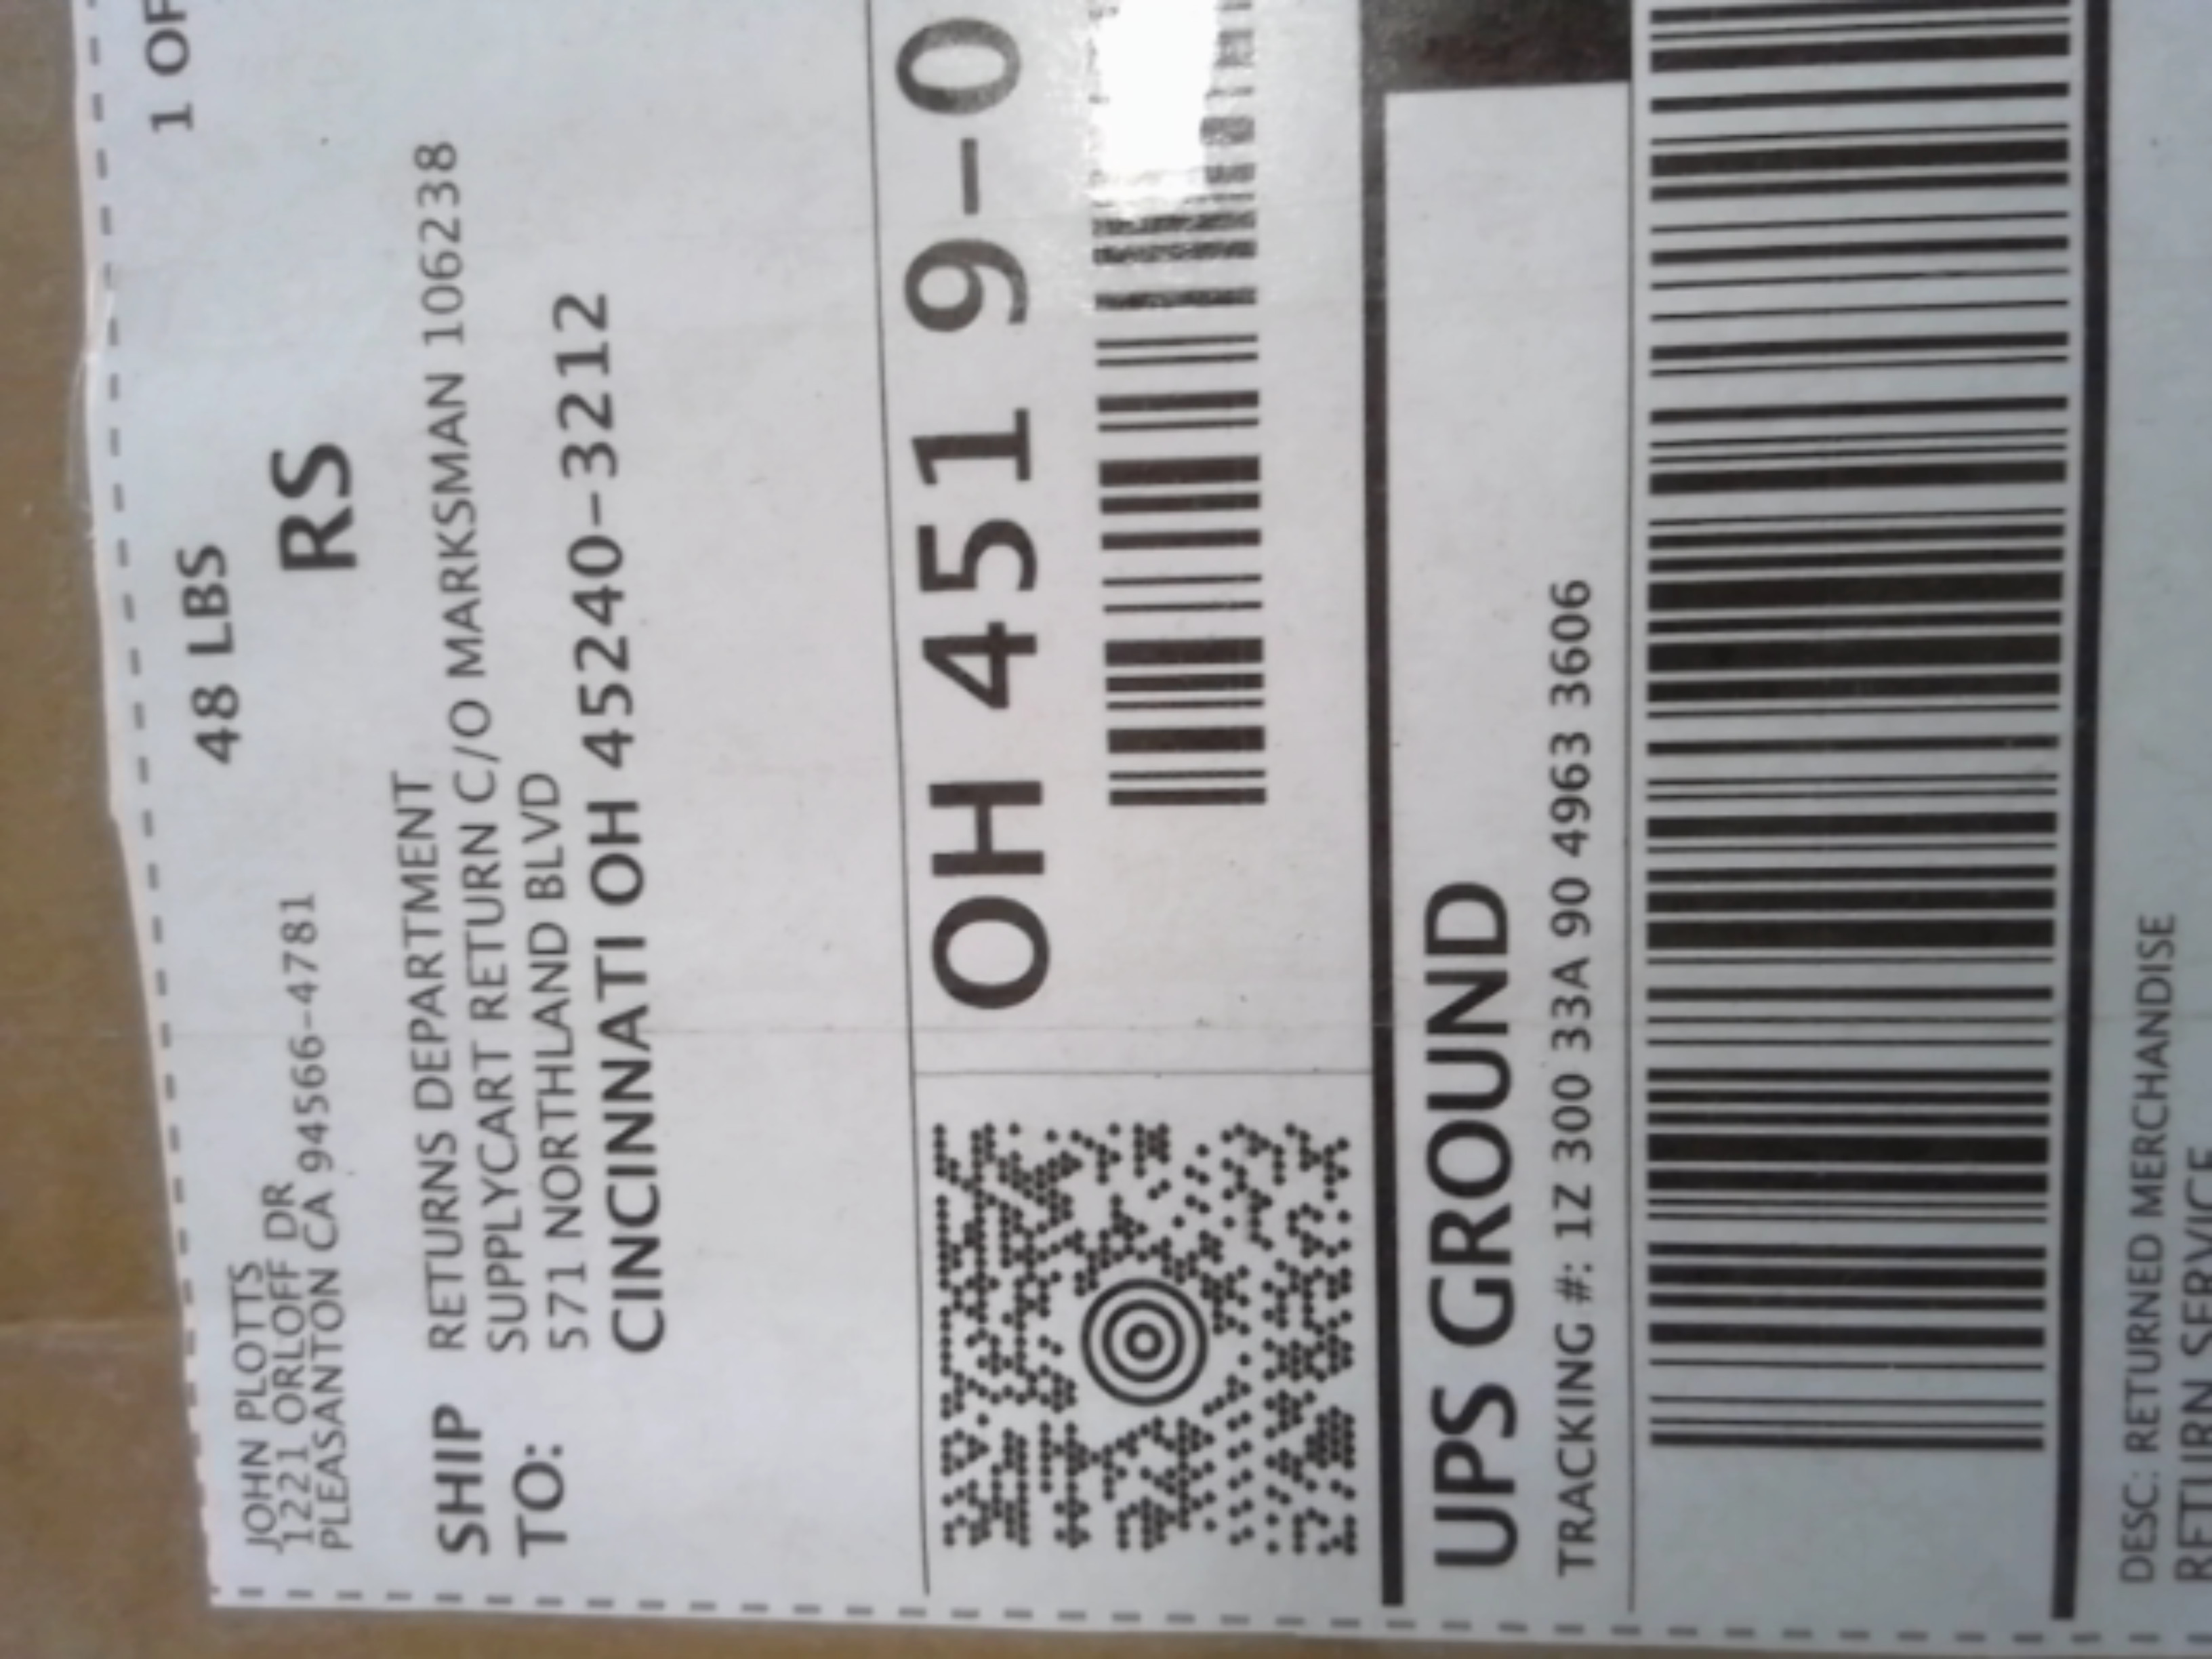 JOHN PLOTTS
1221 ORLOFF DR
PLEASANTON CA 94566-4781
48 LBS
1 OF
RS
SHIP
TO:
RETURNS DEPARTMENT
SUPPLYCART RETURN C/O MARKSMAN 106238
571 NORTHLAND BLVD
CINCINNATI OH 45240-3212
OH 451 9-0
UPS GROUND
TRACKING #: 1Z 300 33A 90 4963 3606
DESC: RETURNED MERCHANDISE
RETURN SERVICE